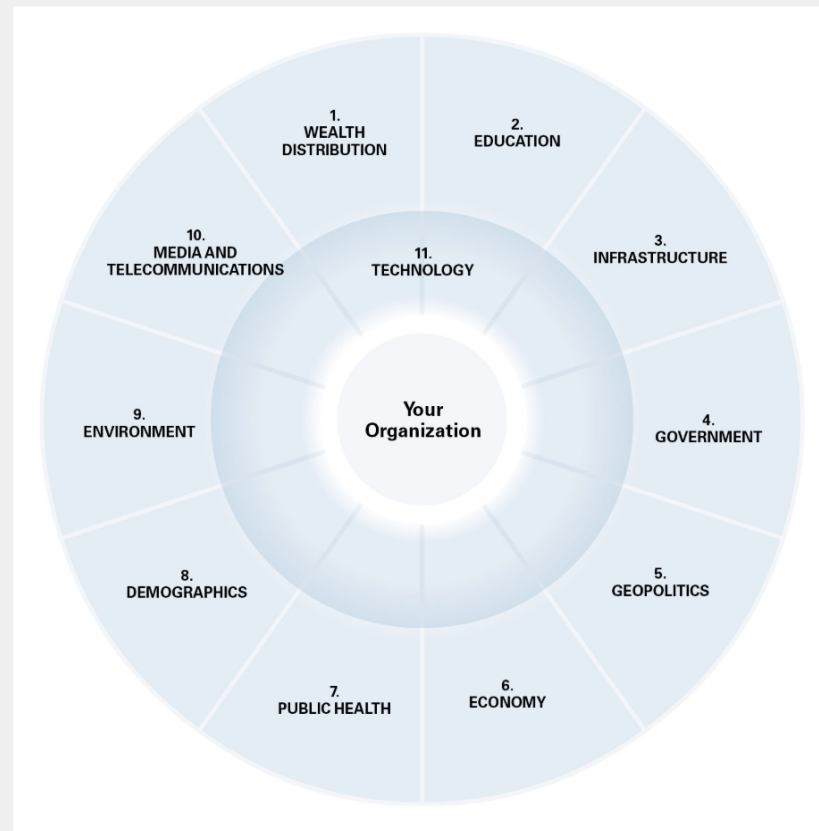 1.
WEALTH
DISTRIBUTION
2.
EDUCATION
3.
INFRASTRUCTURE
4.
GOVERNMENT
5.
GEOPOLITICS
6.
ECONOMY
7.
PUBLIC HEALTH
8.
DEMOGRAPHICS
9.
ENVIRONMENT
10.
MEDIA AND
TELECOMMUNICATIONS
11.
TECHNOLOGY
Your
Organization